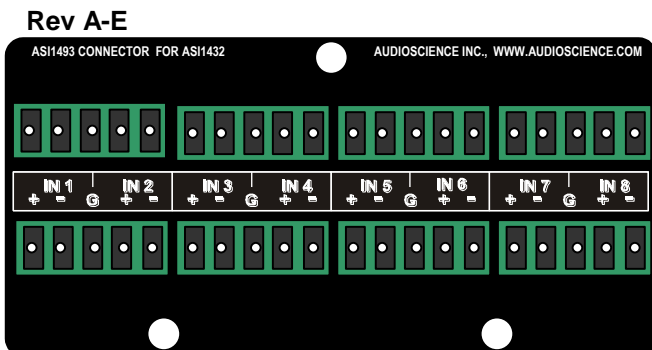 Rev A-E
ASI1493 CONNECTOR FOR ASI1432 AUDIOSCIENCE INC., WWW.AUDIOSCIENCE.COM
IN 1 IN 2 IN 3 IN 4 IN 5 IN 6 IN 7 IN 8
+ - G + - + - G + - + - G + - + - G + -